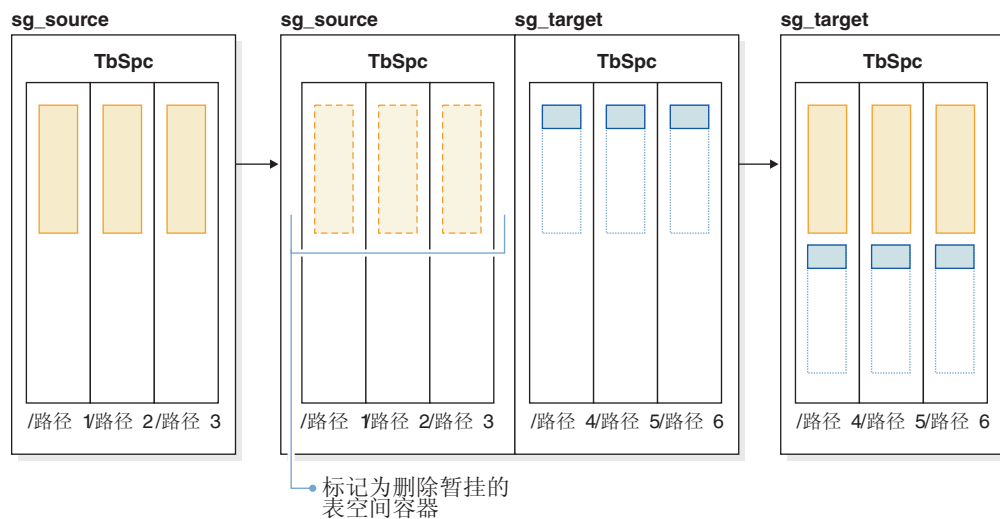 sg_source
sg_source
sg_target
sg_target
TbSpc
TbSpc
TbSpc
TbSpc
/路径 1/路径 2/路径 3
/路径 1/路径 2/路径 3
/路径 4/路径 5/路径 6
/路径 4/路径 5/路径 6
标记为删除暂挂的
表空间容器